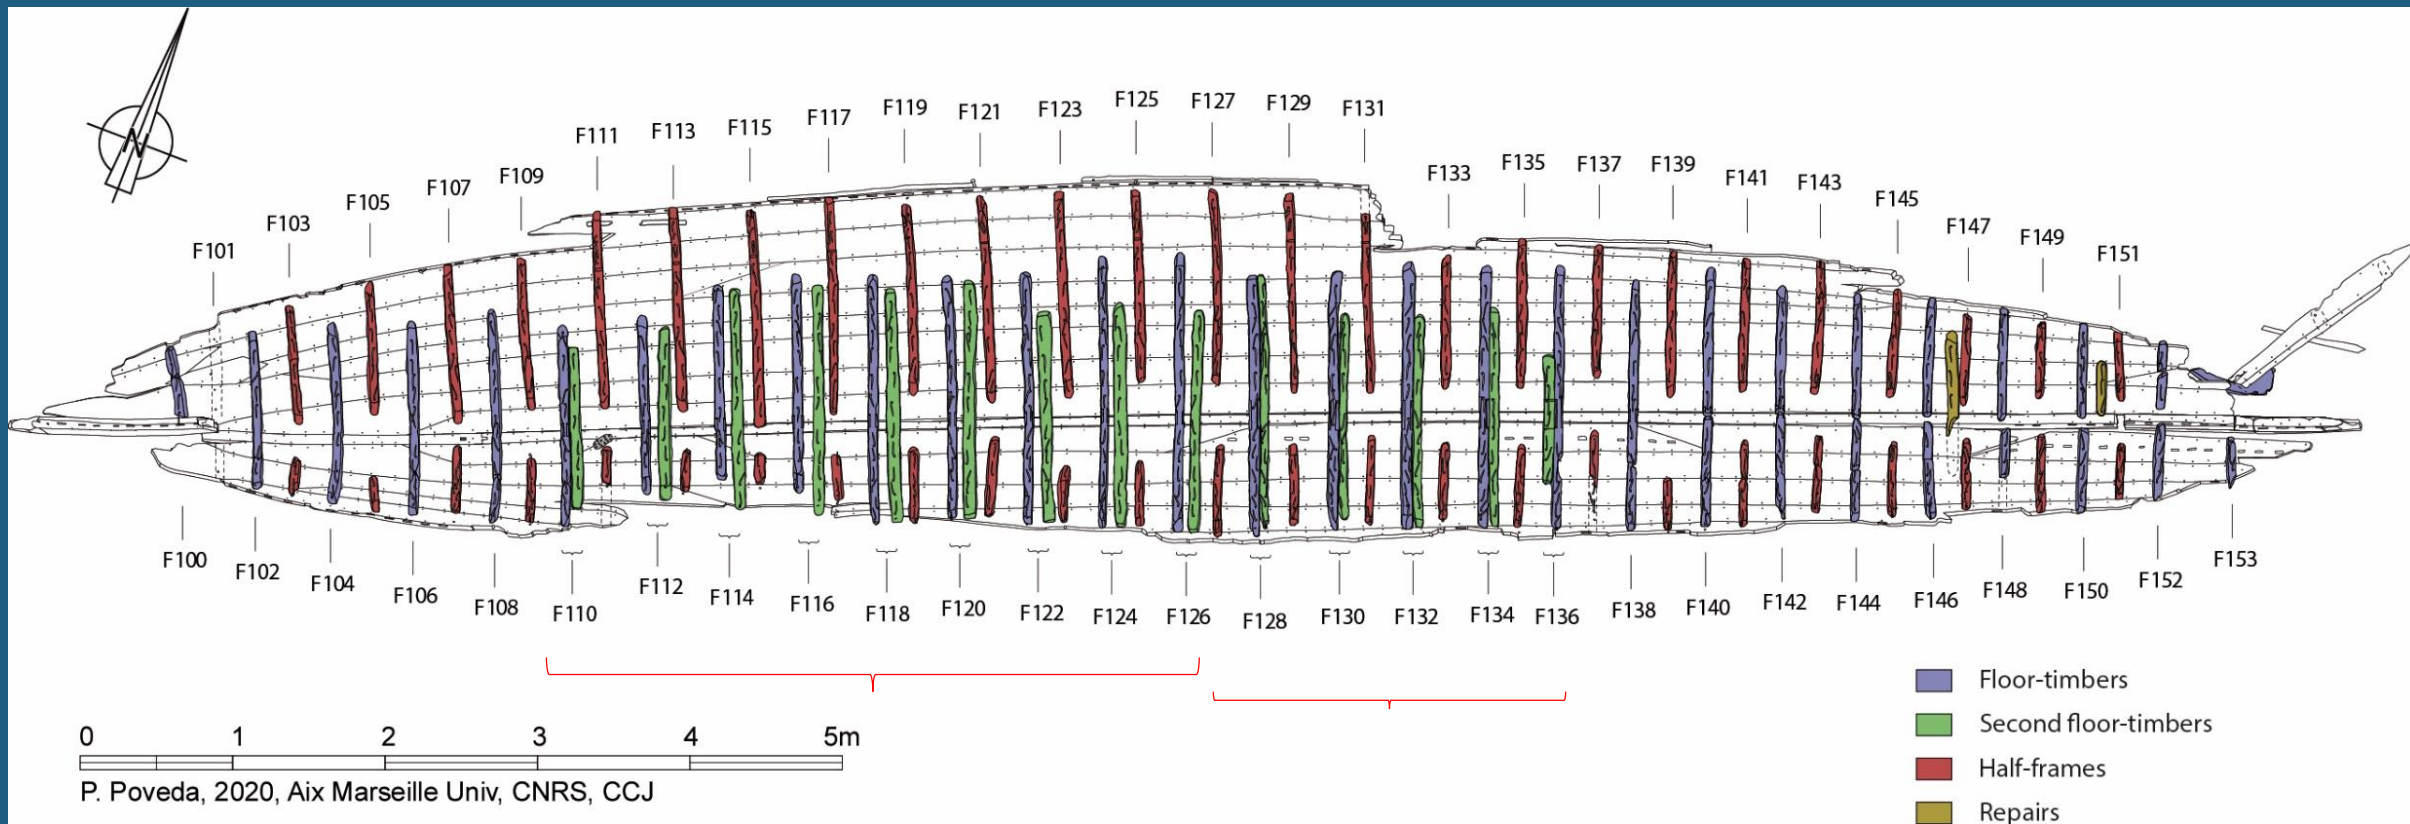 N
F101
F103
F105
F107
F109
F111
F113
F115
F117
F119
F121
F123
F125
F127
F129
F131
F133
F135
F137
F139
F141
F143
F145
F147
F149
F151
F100
F102
F104
F106
F108
F110
F112
F114
F116
F118
F120
F122
F124
F126
F128
F130
F132
F134
F136
F138
F140
F142
F144
F146
F148
F150
F152
F153
0 1 2 3 4 5m
P. Poveda, 2020, Aix Marseille Univ, CNRS, CCJ
Floor-timbers
Second floor-timbers
Half-frames
Repairs